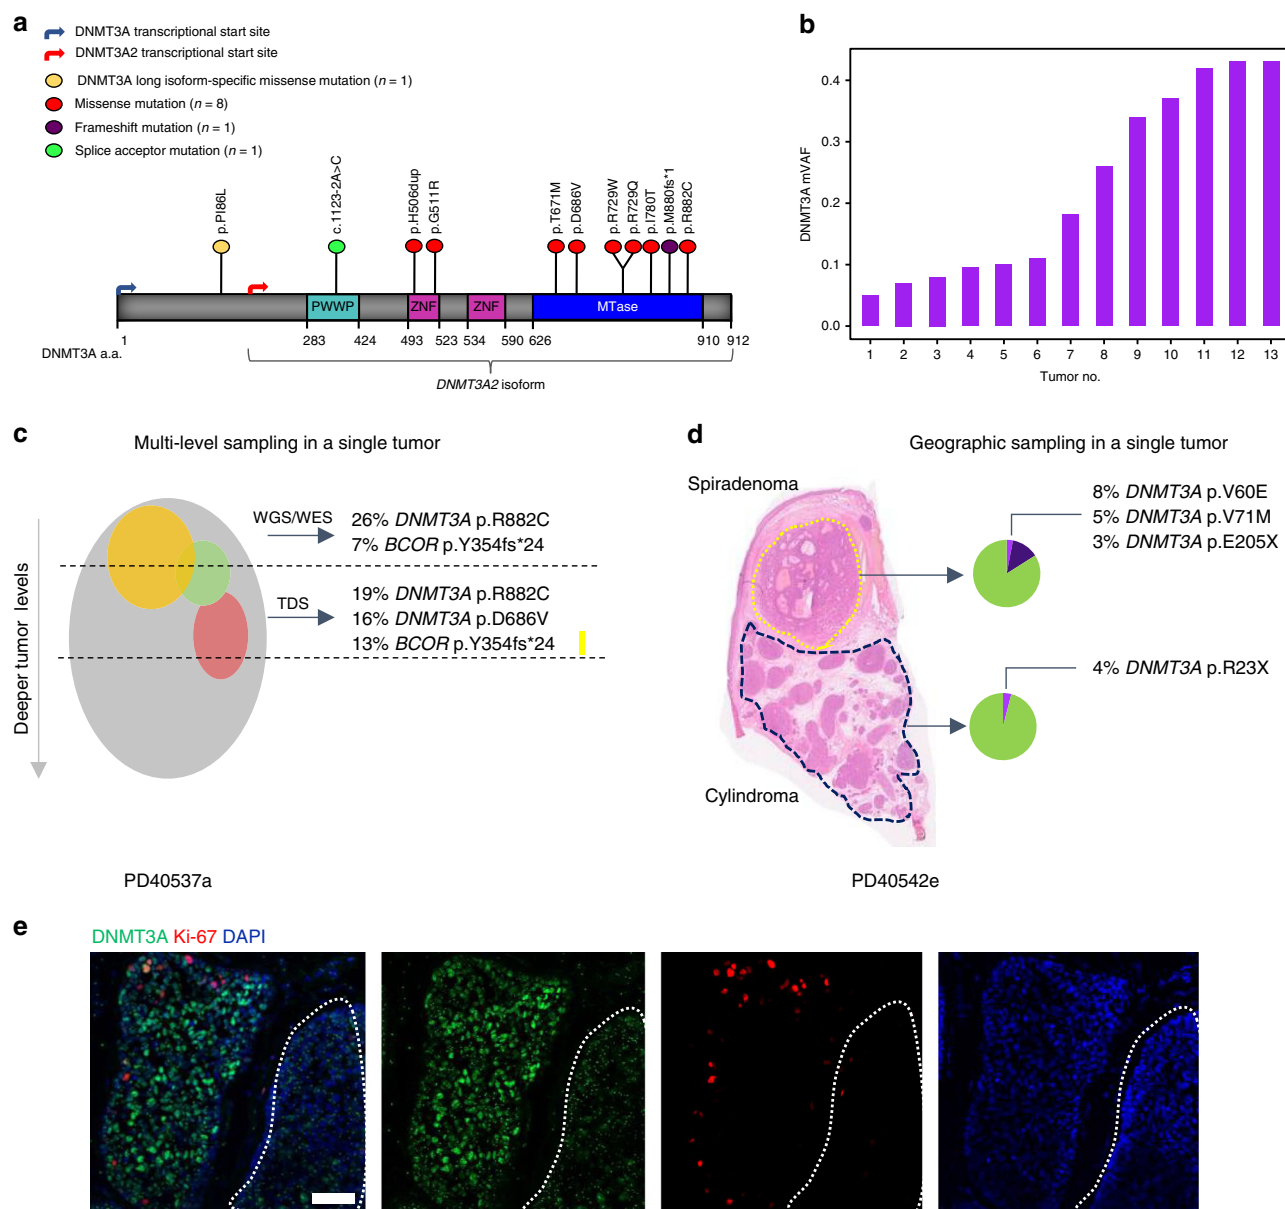 a
DNMT3A transcriptional start site
DNMT3A2 transcriptional start site
DNMT3A long isoform-specific missense mutation (n = 1)
Missense mutation (n = 8)
Frameshift mutation (n = 1)
Splice acceptor mutation (n = 1)
p.PI86L
c.1123-2A>C
p.H506dup
p.G511R
p.T671M
p.D686V
p.R729W
p.R729Q
p.I780T
p.M880fs*1
p.R882C
PWWP
ZNF
ZNF
MTase
DNMT3A a.a.
1
283
424
493
523
534
590
626
910
912
DNMT3A2 isoform
b
DNMT3A mVAF
0.4
0.3
0.2
0.1
0.0
1 2 3 4 5 6 7 8 9 10 11 12 13
Tumor no.
c
Multi-level sampling in a single tumor
Deeper tumor levels
WGS/WES
26% DNMT3A p.R882C
7% BCOR p.Y354fs*24
TDS
19% DNMT3A p.R882C
16% DNMT3A p.D686V
13% BCOR p.Y354fs*24
PD40537a
d
Geographic sampling in a single tumor
Spiradenoma
8% DNMT3A p.V60E
5% DNMT3A p.V71M
3% DNMT3A p.E205X
4% DNMT3A p.R23X
Cylindroma
PD40542e
e
DNMT3A Ki-67 DAPI